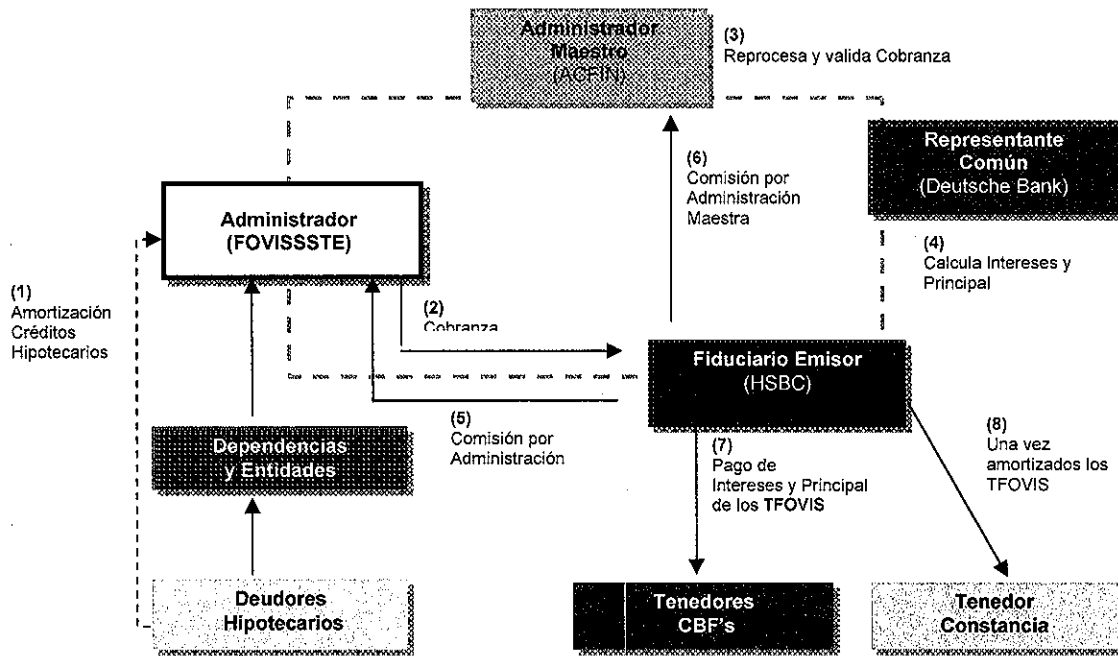 Administrador
Maestro
(ACFIN)
(3)
Reprocesa y valida Cobranza
Representante
Común
(Deutsche Bank)
(6)
Comisión por
Administración
Maestra
Administrador
(FOVISSSTE)
(4)
Calcula Intereses y
Principal
(1)
Amortización
Créditos
Hipotecarios
(2)
Cobranza
Fiduciario Emisor
(HSBC)
(5)
Comisión por
Administración
Dependencias
y Entidades
(7)
Pago de
Intereses y Principal
de los TFOVIS
(8)
Una vez
amortizados los
TFOVIS
Deudores
Hipotecarios
Tenedores
CBF's
Tenedor
Constancia